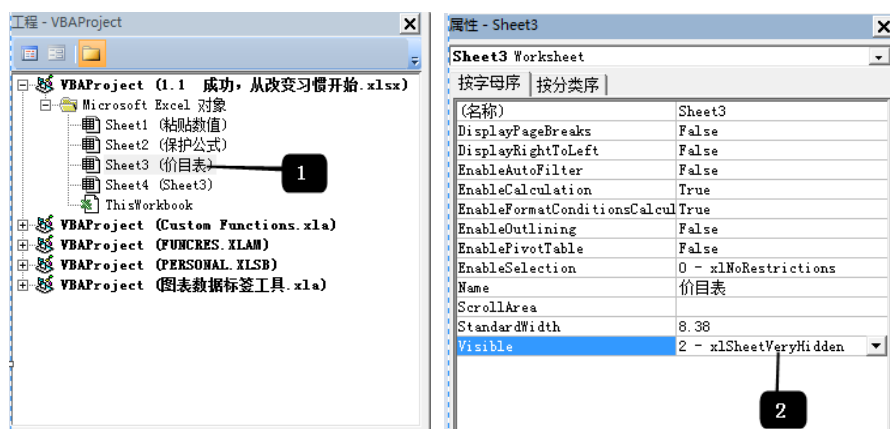 工程 - VBAProject
VBAProject (1.1 成功，从改变习惯开始.xlsx)
Microsoft Excel 对象
Sheet1 (粘贴数值)
Sheet2 (保护公式)
Sheet3 (价目表)
1
Sheet4 (Sheet3)
ThisWorkbook
VBAProject (Custom Functions.xla)
VBAProject (FUNCRES.XLAM)
VBAProject (PERSONAL.XLSB)
VBAProject (图表数据标签工具.xla)
属性 - Sheet3
Sheet3 Worksheet
按字母序 按分类序
(名称) Sheet3
DisplayPageBreaks False
DisplayRightToLeft False
EnableAutoFilter False
EnableCalculation True
EnableFormatConditionsCalcul True
EnableOutlining False
EnablePivotTable False
EnableSelection 0 - xlNoRestrictions
Name 价目表
ScrollArea
StandardWidth 8.38
Visible 2 - xlSheetVeryHidden
2